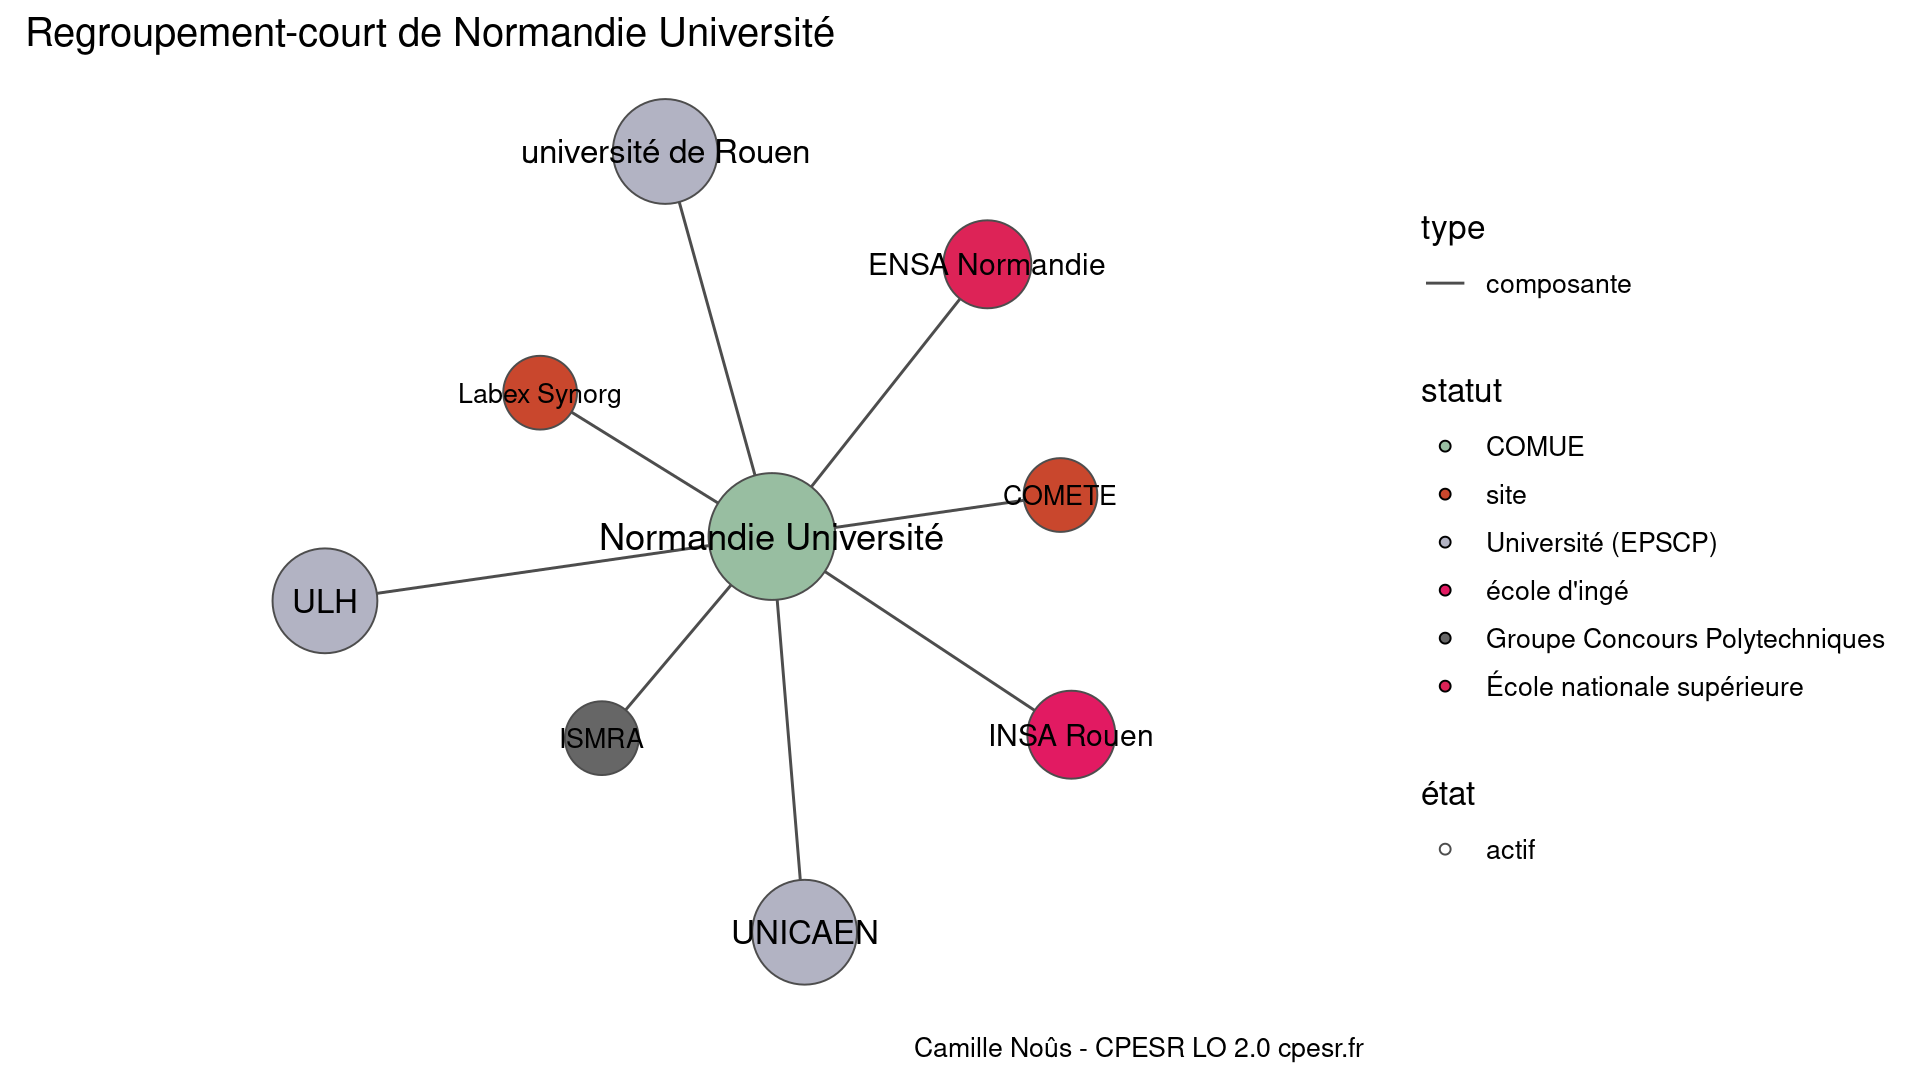 Regroupement-court de Normandie Université
université de Rouen
ENSA Normandie
Labex Synorg
COMETE
Normandie Université
ULH
ISMRA
INSA Rouen
UNICAEN
type
composante
statut
COMUE
site
Université (EPSCP)
école d'ingé
Groupe Concours Polytechniques
École nationale supérieure
état
actif
Camille Noûs - CPESR LO 2.0 cpesr.fr